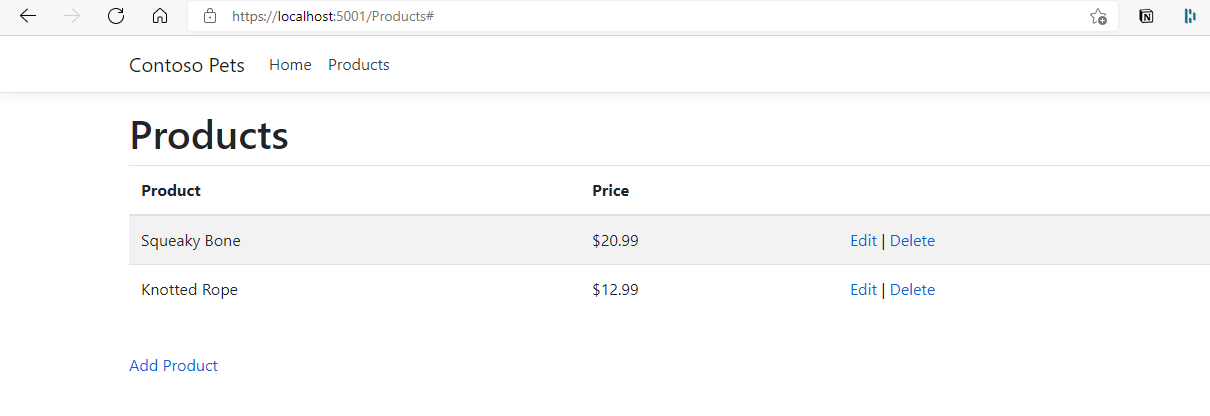 https://localhost:5001/Products#
Contoso Pets Home Products
Products
Product Price
Squeaky Bone $20.99 Edit | Delete
Knotted Rope $12.99 Edit | Delete
Add Product